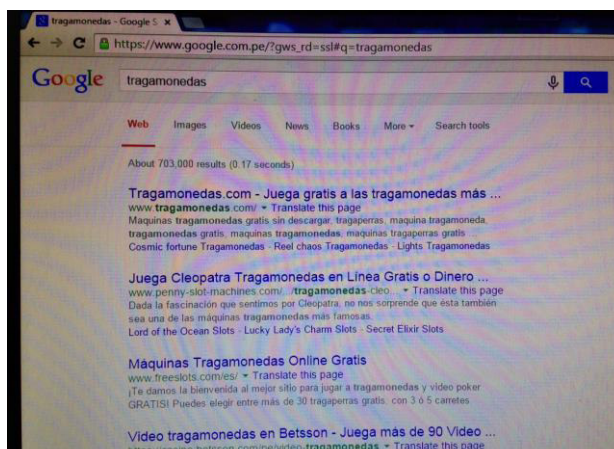 tragamonedas - Google S
https://www.google.com.pe/?gws_rd=ssl#q=tragamonedas
Google
tragamonedas
Web Images Videos News Books More Search tools
About 703,000 results (0.17 seconds)
Tragamonedas.com - Juega gratis a las tragamonedas más ...
www.tragamonedas.com/ Translate this page
Maquinas tragamonedas gratis sin descargar, tragaperras, maquina tragamoneda,
tragamonedas gratis, maquinas tragamonedas, maquinas tragaperras gratis
Cosmic fortune Tragamonedas - Reel chaos Tragamonedas - Lights Tragamonedas
Juega Cleopatra Tragamonedas en Línea Gratis o Dinero ...
www.penny-slot-machines.com/.../tragamonedas-cleo... Translate this page
Dada la fascinación que sentimos por Cleopatra, no nos sorprende que ésta también
sea una de las máquinas tragamonedas más famosas.
Lord of the Ocean Slots - Lucky Lady's Charm Slots - Secret Elixir Slots
Máquinas Tragamonedas Online Gratis
www.freeslots.com/es/ Translate this page
¡Te damos la bienvenida al mejor sitio para jugar a tragamonedas y video poker
GRATIS! Puedes elegir entre más de 30 tragaperras gratis, con 3 ó 5 carretes
Video tragamonedas en Betsson - Juega más de 90 Video ...
Translate this page